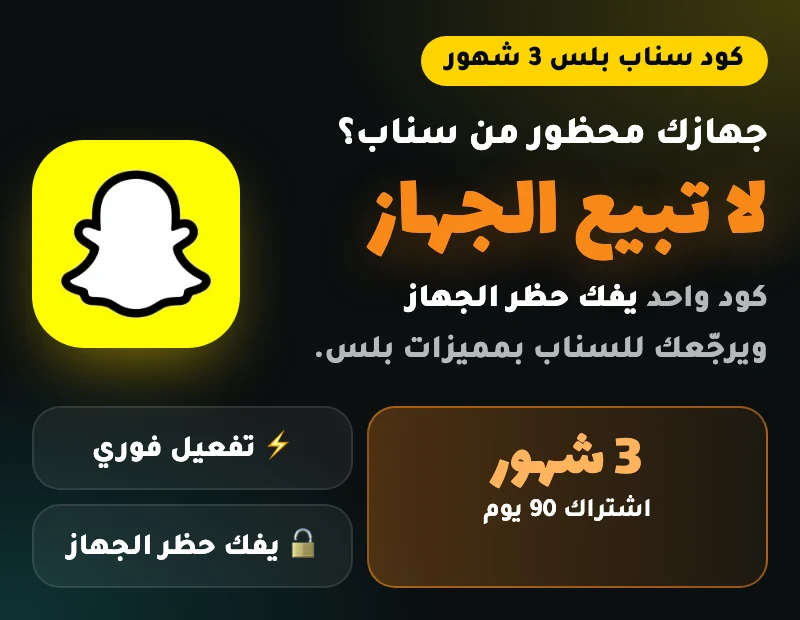 كود سناب بلس 3 شهور
جهازك محظور من سناب؟
لا تبيع الجهاز
كود واحد يفك حظر الجهاز
ويرجّعك للسناب بمميزات بلس.
3 شهور
اشتراك 90 يوم
⚡ تفعيل فوري
🔓 يفك حظر الجهاز